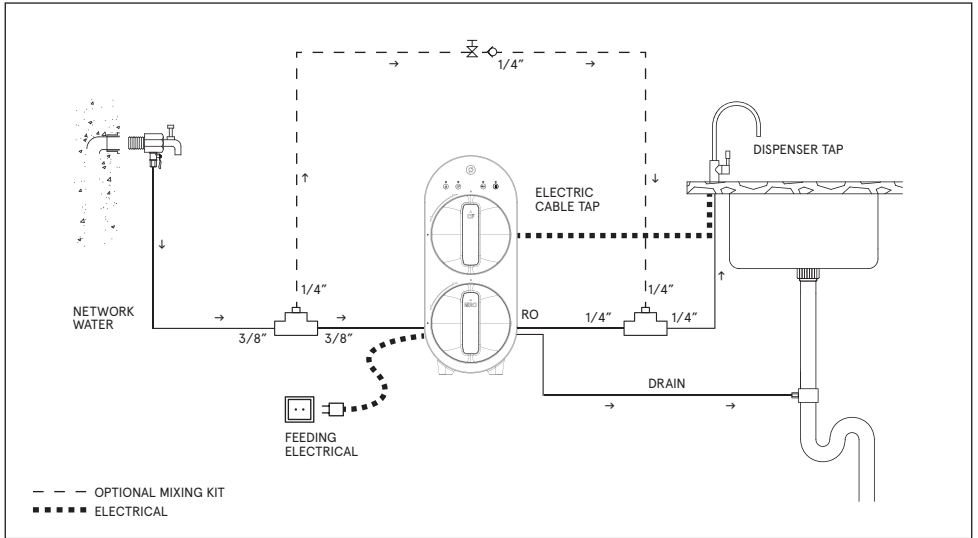 1/4”
DISPENSER TAP
ELECTRIC
CABLE TAP
1/4”
1/4”
NETWORK
WATER
RO
3/8”
3/8”
1/4”
1/4”
DRAIN
FEEDING
ELECTRICAL
OPTIONAL MIXING KIT
ELECTRICAL